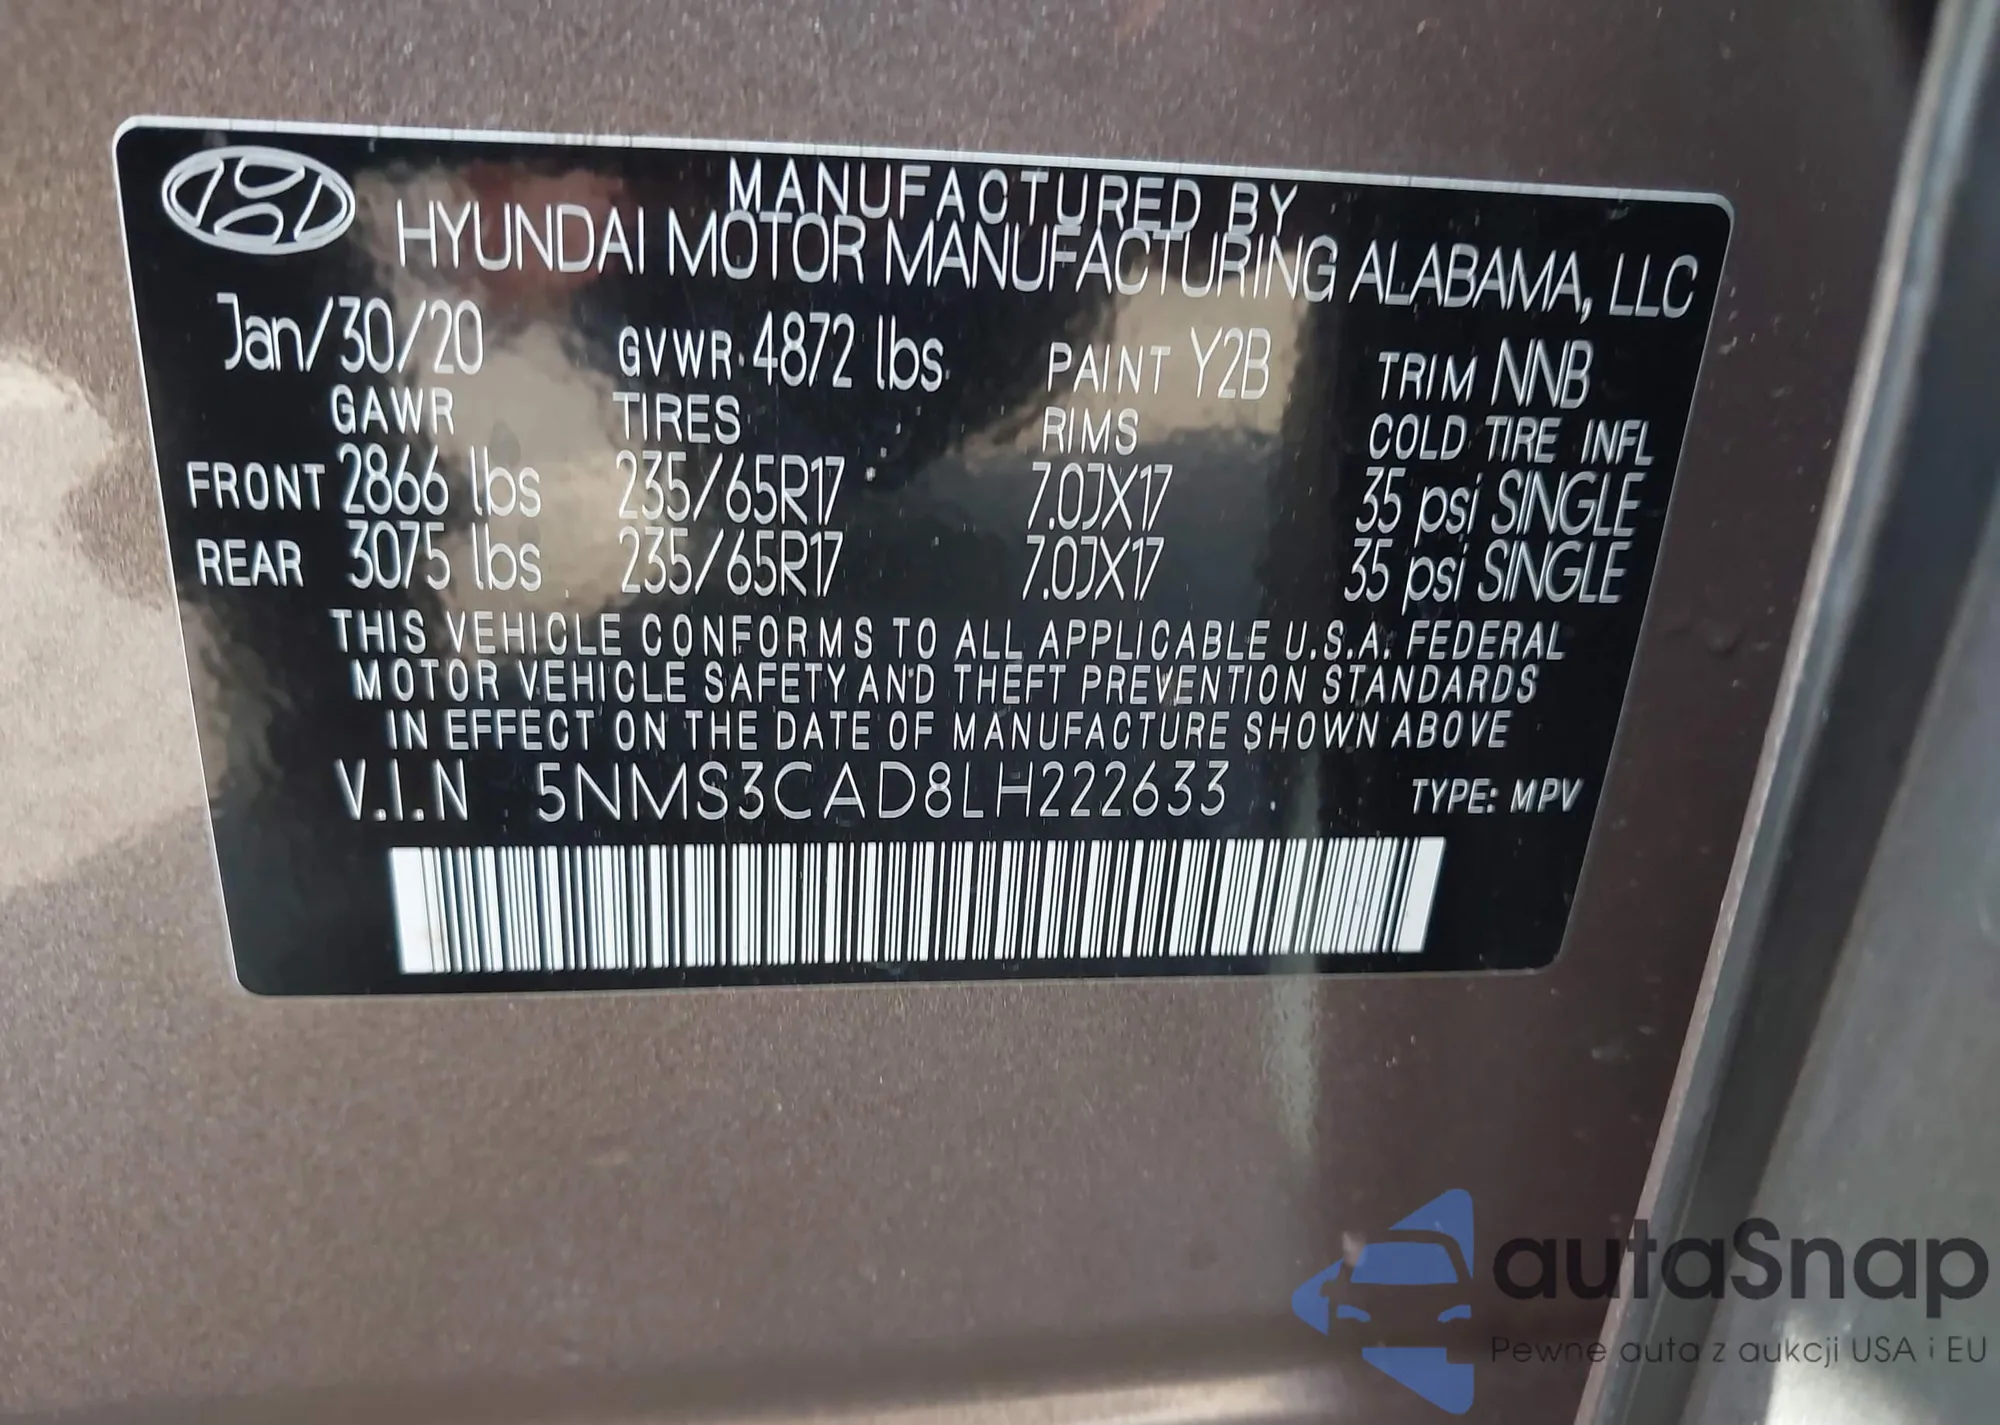 MANUFACTURED BY
HYUNDAI MOTOR MANUFACTURING ALABAMA, LLC
Jan/30/20 GVWR 4872 lbs PAINT Y2B TRIM NNB
GAWR TIRES RIMS COLD TIRE INFL
FRONT 2866 lbs 235/65R17 7.0JX17 35 psi SINGLE
REAR 3075 lbs 235/65R17 7.0JX17 35 psi SINGLE
THIS VEHICLE CONFORMS TO ALL APPLICABLE U.S.A. FEDERAL
MOTOR VEHICLE SAFETY AND THEFT PREVENTION STANDARDS
IN EFFECT ON THE DATE OF MANUFACTURE SHOWN ABOVE
V.I.N 5NMS3CAD8LH222633 TYPE: MPV
autaSnap
Pewne auta z aukcji USA i EU